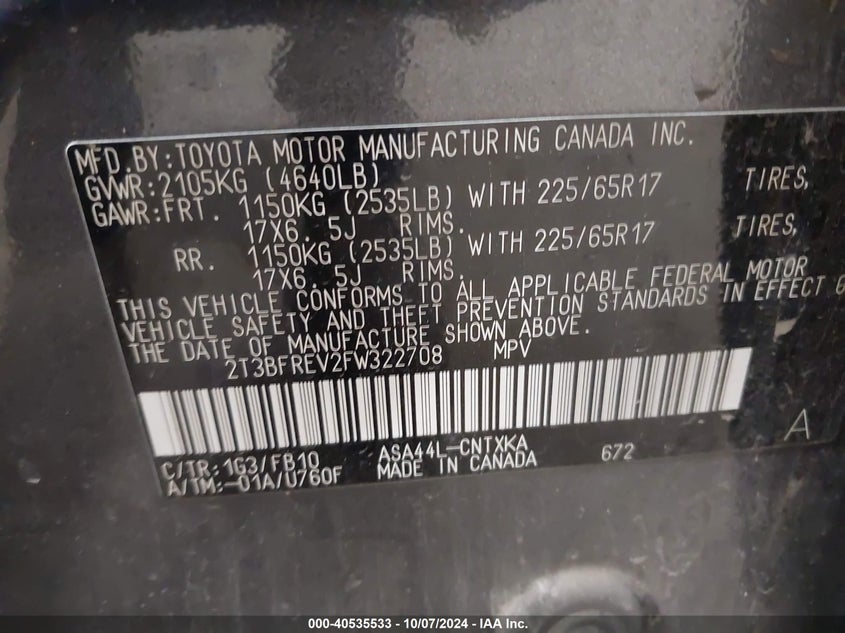 MFD.BY:TOYOTA MOTOR MANUFACTURING CANADA INC.
GVWR:2105KG (4640LB)
GAWR:FRT. 1150KG (2535LB) WITH 225/65R17 TIRES,
17X6.5J RIMS.
RR. 1150KG (2535LB) WITH 225/65R17 TIRES,
17X6.5J RIMS.
THIS VEHICLE CONFORMS TO ALL APPLICABLE FEDERAL MOTOR
VEHICLE SAFETY AND THEFT PREVENTION STANDARDS IN EFFECT
THE DATE OF MANUFACTURE SHOWN ABOVE.
2T3BFREV2FW322708 MPV
C/TR:1G3/FB10 ASA44L-CNTXKA 672 A
A/TM:-01A/U760F MADE IN CANADA
000-40535533 - 10/07/2024 - IAA Inc.